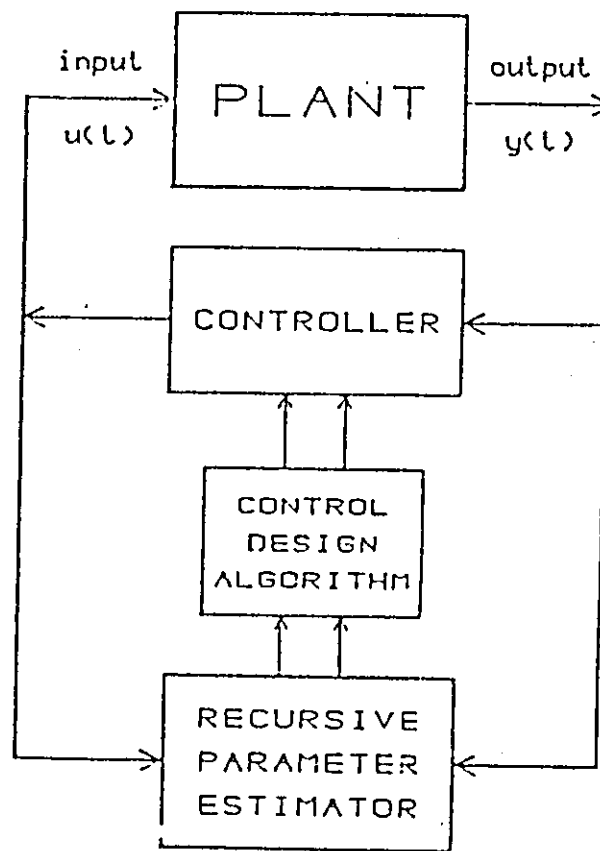 input
PLANT
output
u(t)
y(t)
CONTROLLER
CONTROL
DESIGN
ALGORITHM
RECURSIVE
PARAMETER
ESTIMATOR